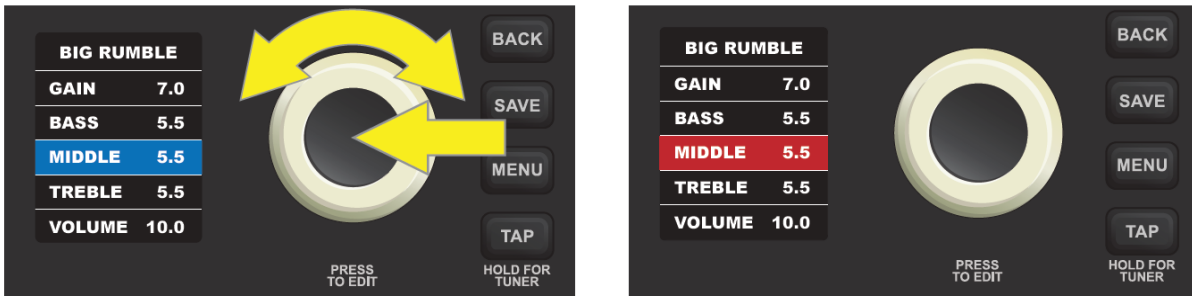 BIG RUMBLE
GAIN 7.0
BASS 5.5
MIDDLE 5.5
TREBLE 5.5
VOLUME 10.0
PRESS
TO EDIT
BACK
SAVE
MENU
TAP
HOLD FOR
TUNER
BIG RUMBLE
GAIN 7.0
BASS 5.5
MIDDLE 5.5
TREBLE 5.5
VOLUME 10.0
PRESS
TO EDIT
BACK
SAVE
MENU
TAP
HOLD FOR
TUNER